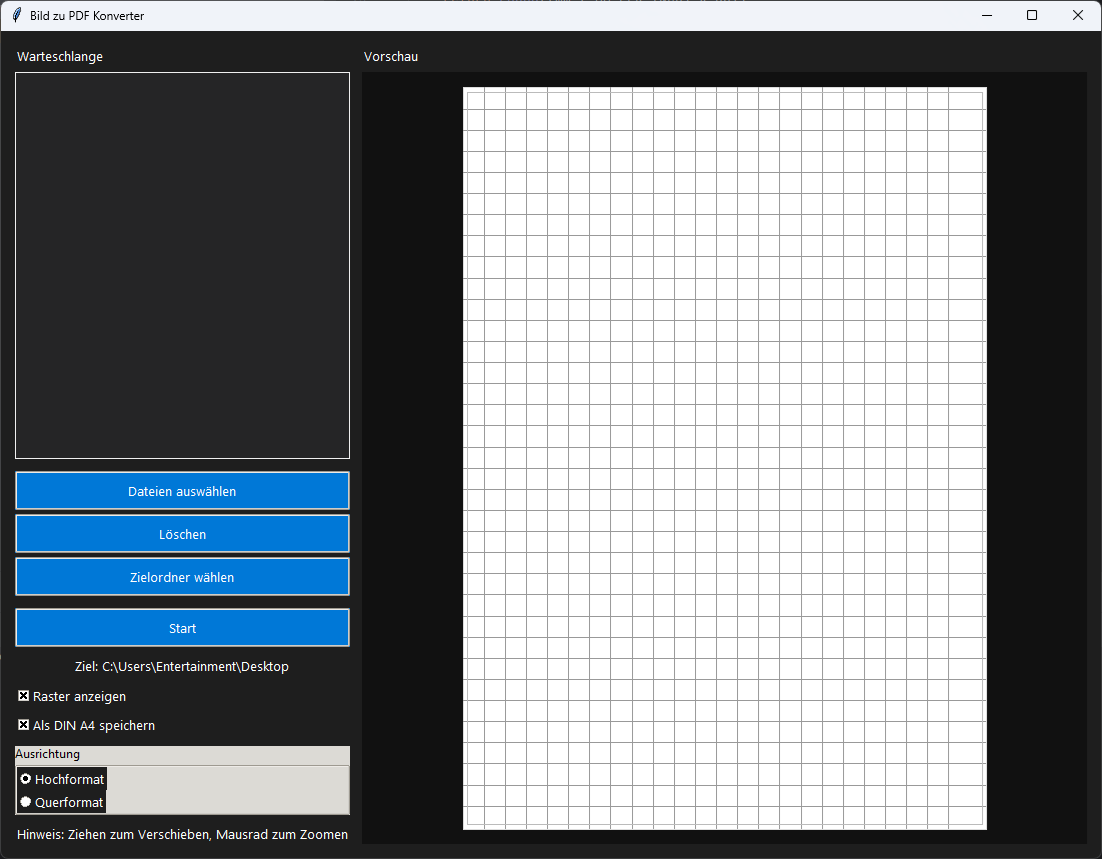 Bild zu PDF Konverter
Warteschlange
Vorschau
Dateien auswählen
Löschen
Zielordner wählen
Start
Ziel: C:\Users\Entertainment\Desktop
Raster anzeigen
Als DIN A4 speichern
Ausrichtung
Hochformat
Querformat
Hinweis: Ziehen zum Verschieben, Mausrad zum Zoomen